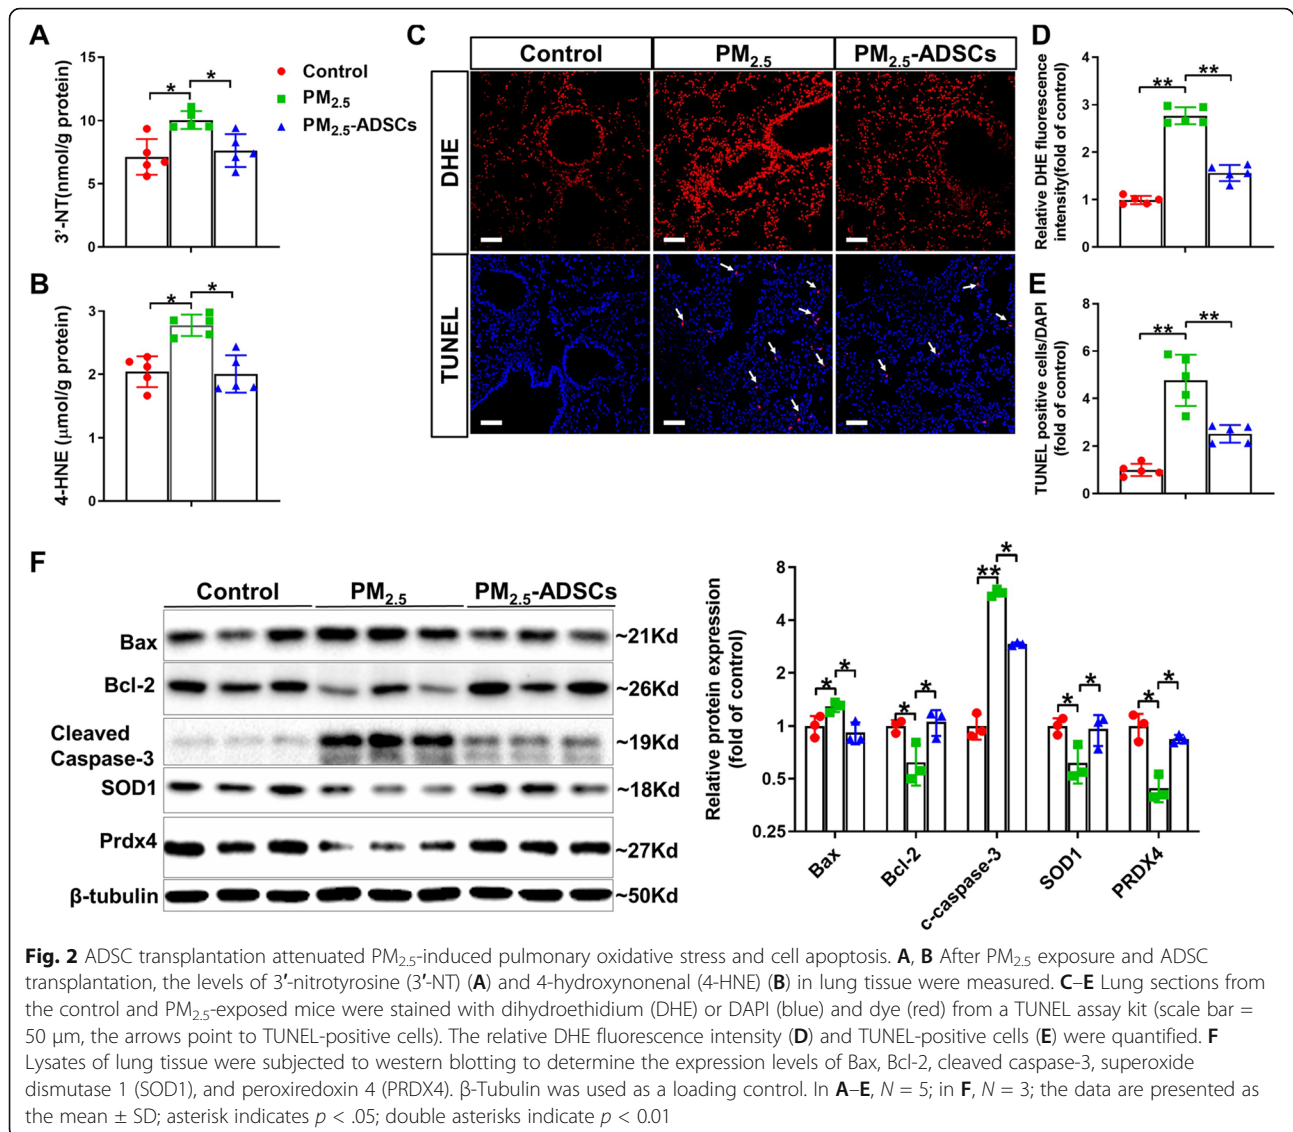 A
15
10
5
0
3′-NT(nmol/g protein)
* *
Control
PM2.5
PM2.5-ADSCs
B
3
2
1
0
4-HNE (μmol/g protein)
* *
C
Control PM2.5 PM2.5-ADSCs
DHE
TUNEL
D
4
3
2
1
0
Relative DHE fluorescence
intensity(fold of control)
** **
E
8
6
4
2
0
TUNEL positive cells/DAPI
(fold of control)
** **
F
Control PM2.5 PM2.5-ADSCs
Bax ~21Kd
Bcl-2 ~26Kd
Cleaved
Caspase-3 ~19Kd
SOD1 ~18Kd
Prdx4 ~27Kd
β-tubulin ~50Kd
Relative protein expression
(fold of control)
8
4
2
1
0.5
0.25
* * * * ** * * * * *
Bax Bcl-2 c-caspase-3 SOD1 PRDX4
Fig. 2 ADSC transplantation attenuated PM2.5-induced pulmonary oxidative stress and cell apoptosis. A, B After PM2.5 exposure and ADSC
transplantation, the levels of 3′-nitrotyrosine (3′-NT) (A) and 4-hydroxynonenal (4-HNE) (B) in lung tissue were measured. C–E Lung sections from
the control and PM2.5-exposed mice were stained with dihydroethidium (DHE) or DAPI (blue) and dye (red) from a TUNEL assay kit (scale bar =
50 μm, the arrows point to TUNEL-positive cells). The relative DHE fluorescence intensity (D) and TUNEL-positive cells (E) were quantified. F
Lysates of lung tissue were subjected to western blotting to determine the expression levels of Bax, Bcl-2, cleaved caspase-3, superoxide
dismutase 1 (SOD1), and peroxiredoxin 4 (PRDX4). β-Tubulin was used as a loading control. In A–E, N = 5; in F, N = 3; the data are presented as
the mean ± SD; asterisk indicates p < .05; double asterisks indicate p < 0.01